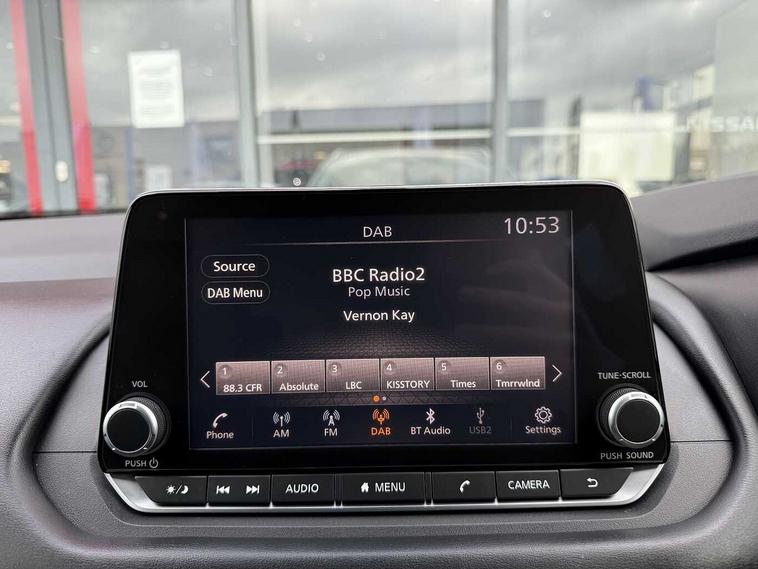 NISSAN
DAB
10:53
Source
BBC Radio2
DAB Menu
Pop Music
Vernon Kay
1 2 3 4 5 6
88.3 CFR Absolute LBC KISSTORY Times Tmrrwlnd
Phone AM FM DAB BT Audio USB2 Settings
VOL
TUNE·SCROLL
PUSH
PUSH SOUND
AUDIO MENU CAMERA